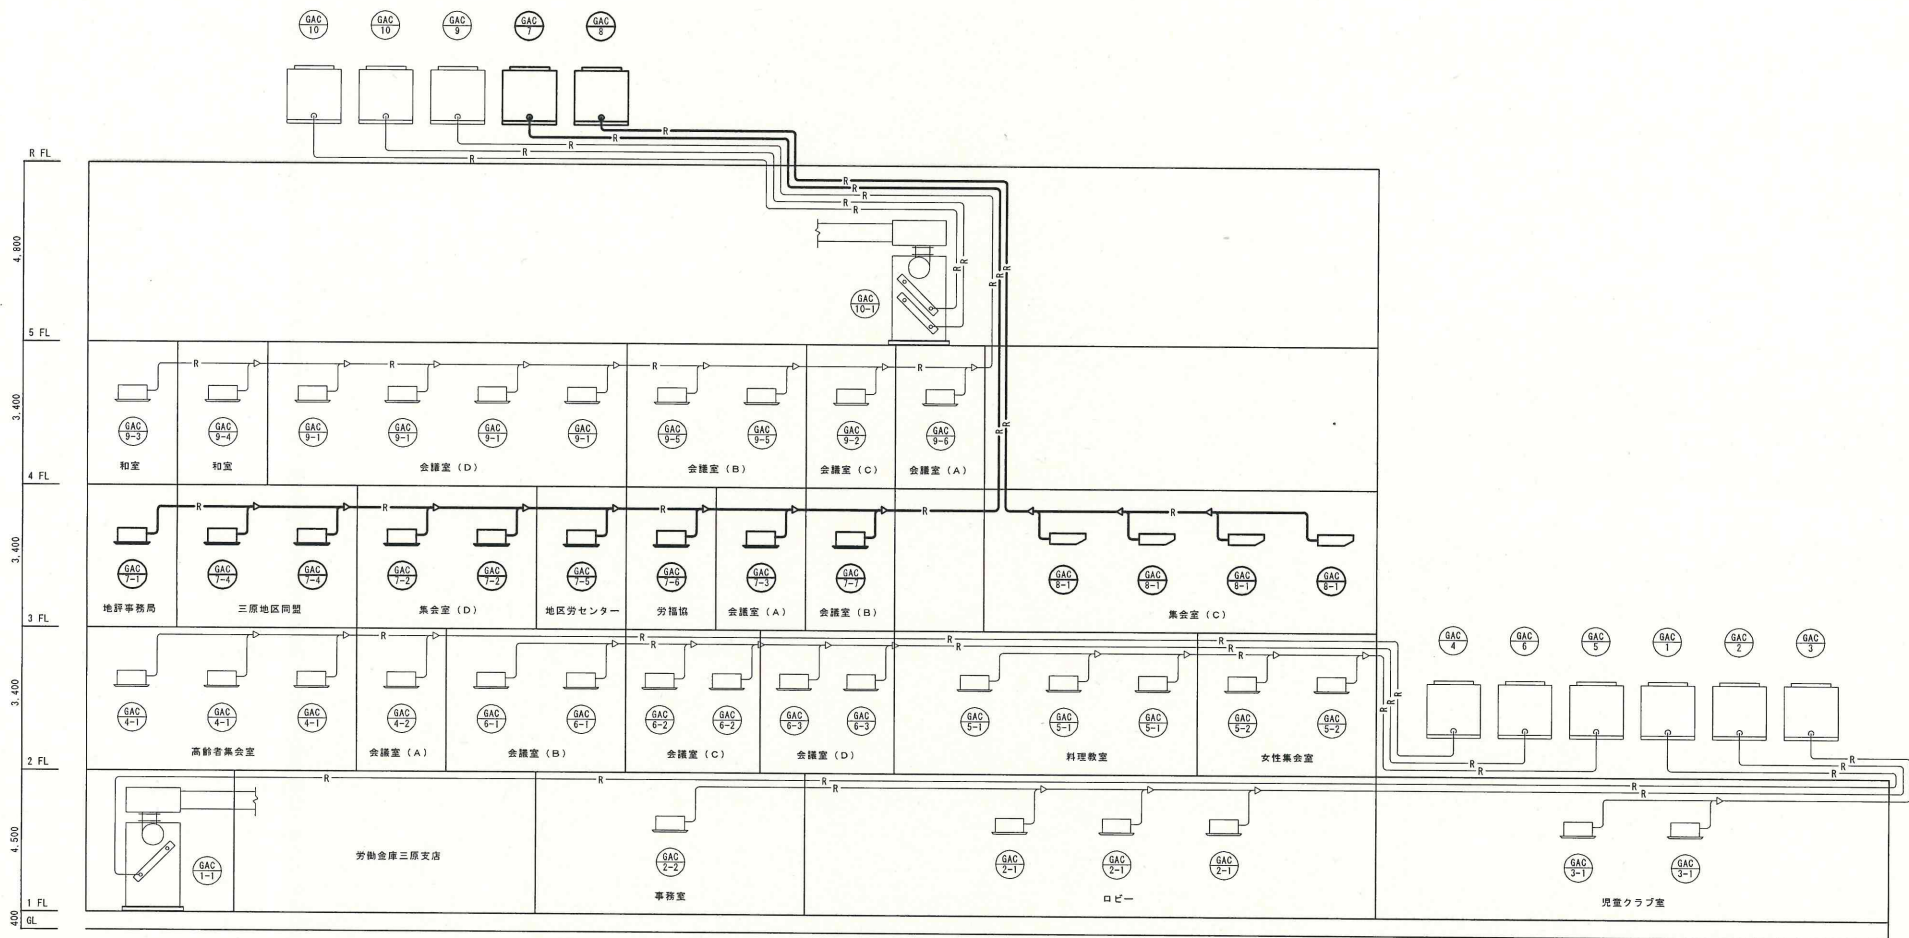 GAC 10
GAC 10
GAC 9
GAC 7
GAC 8
R R R R R
R FL
R R R R R
4.800
R R R R R
GAC 10-1
5 FL
R R R R
3.400
R R
GAC 9-3
GAC 9-4
GAC 9-1
GAC 9-1
GAC 9-1
GAC 9-1
GAC 9-5
GAC 9-5
GAC 9-2
GAC 9-6
和室
和室
会議室 (D)
会議室 (B)
会議室 (C)
会議室 (A)
4 FL
R R R R R
3.400
GAC 7-1
GAC 7-4
GAC 7-4
GAC 7-2
GAC 7-2
GAC 7-5
GAC 7-6
GAC 7-3
GAC 7-7
GAC 8-1
GAC 8-1
GAC 8-1
GAC 8-1
地評事務局
三原地区同盟
集会室 (D)
地区労センター
労福協
会議室 (A)
会議室 (B)
集会室 (C)
3 FL
R R R R R R R R R
GAC 4
GAC 6
GAC 5
GAC 1
GAC 2
GAC 3
3.400
R R R
GAC 4-1
GAC 4-1
GAC 4-1
GAC 4-2
GAC 6-1
GAC 6-1
GAC 6-2
GAC 6-2
GAC 6-3
GAC 6-3
GAC 5-1
GAC 5-1
GAC 5-1
GAC 5-2
GAC 5-2
高齢者集会室
会議室 (A)
会議室 (B)
会議室 (C)
会議室 (D)
料理教室
女性集会室
2 FL
R R R R R R
R R R R R R R
4.500
GAC 1-1
労働金庫三原支店
GAC 2-2
事務室
GAC 2-1
GAC 2-1
GAC 2-1
ロビー
GAC 3-1
GAC 3-1
児童クラブ室
1 FL
400
GL